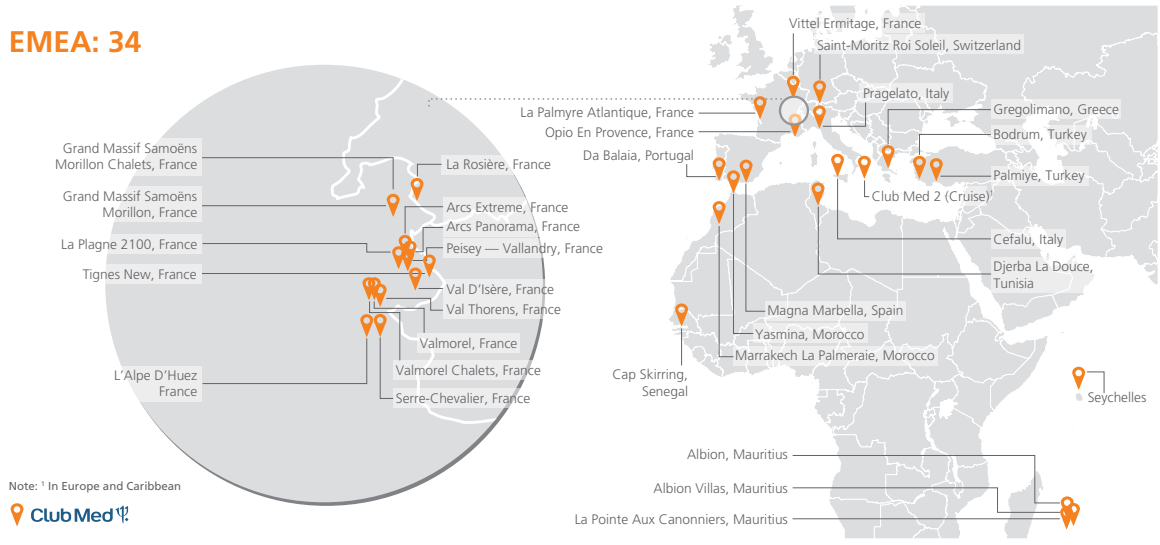 EMEA: 34
Vittel Ermitage, France
Saint-Moritz Roi Soleil, Switzerland
Pragelato, Italy
La Palmyre Atlantique, France
Opio En Provence, France
Da Balaia, Portugal
Gregolimano, Greece
Bodrum, Turkey
Palmiye, Turkey
Club Med 2 (Cruise)¹
Cefalu, Italy
Djerba La Douce,
Tunisia
Magna Marbella, Spain
Yasmina, Morocco
Marrakech La Palmeraie, Morocco
Cap Skirring,
Senegal
Seychelles
Albion, Mauritius
Albion Villas, Mauritius
La Pointe Aux Canonniers, Mauritius
Grand Massif Samoëns
Morillon Chalets, France
Grand Massif Samoëns
Morillon, France
La Plagne 2100, France
Tignes New, France
L'Alpe D'Huez
France
La Rosière, France
Arcs Extreme, France
Arcs Panorama, France
Peisey — Vallandry, France
Val D'Isère, France
Val Thorens, France
Valmorel, France
Valmorel Chalets, France
Serre-Chevalier, France
Note: ¹ In Europe and Caribbean
Club Med